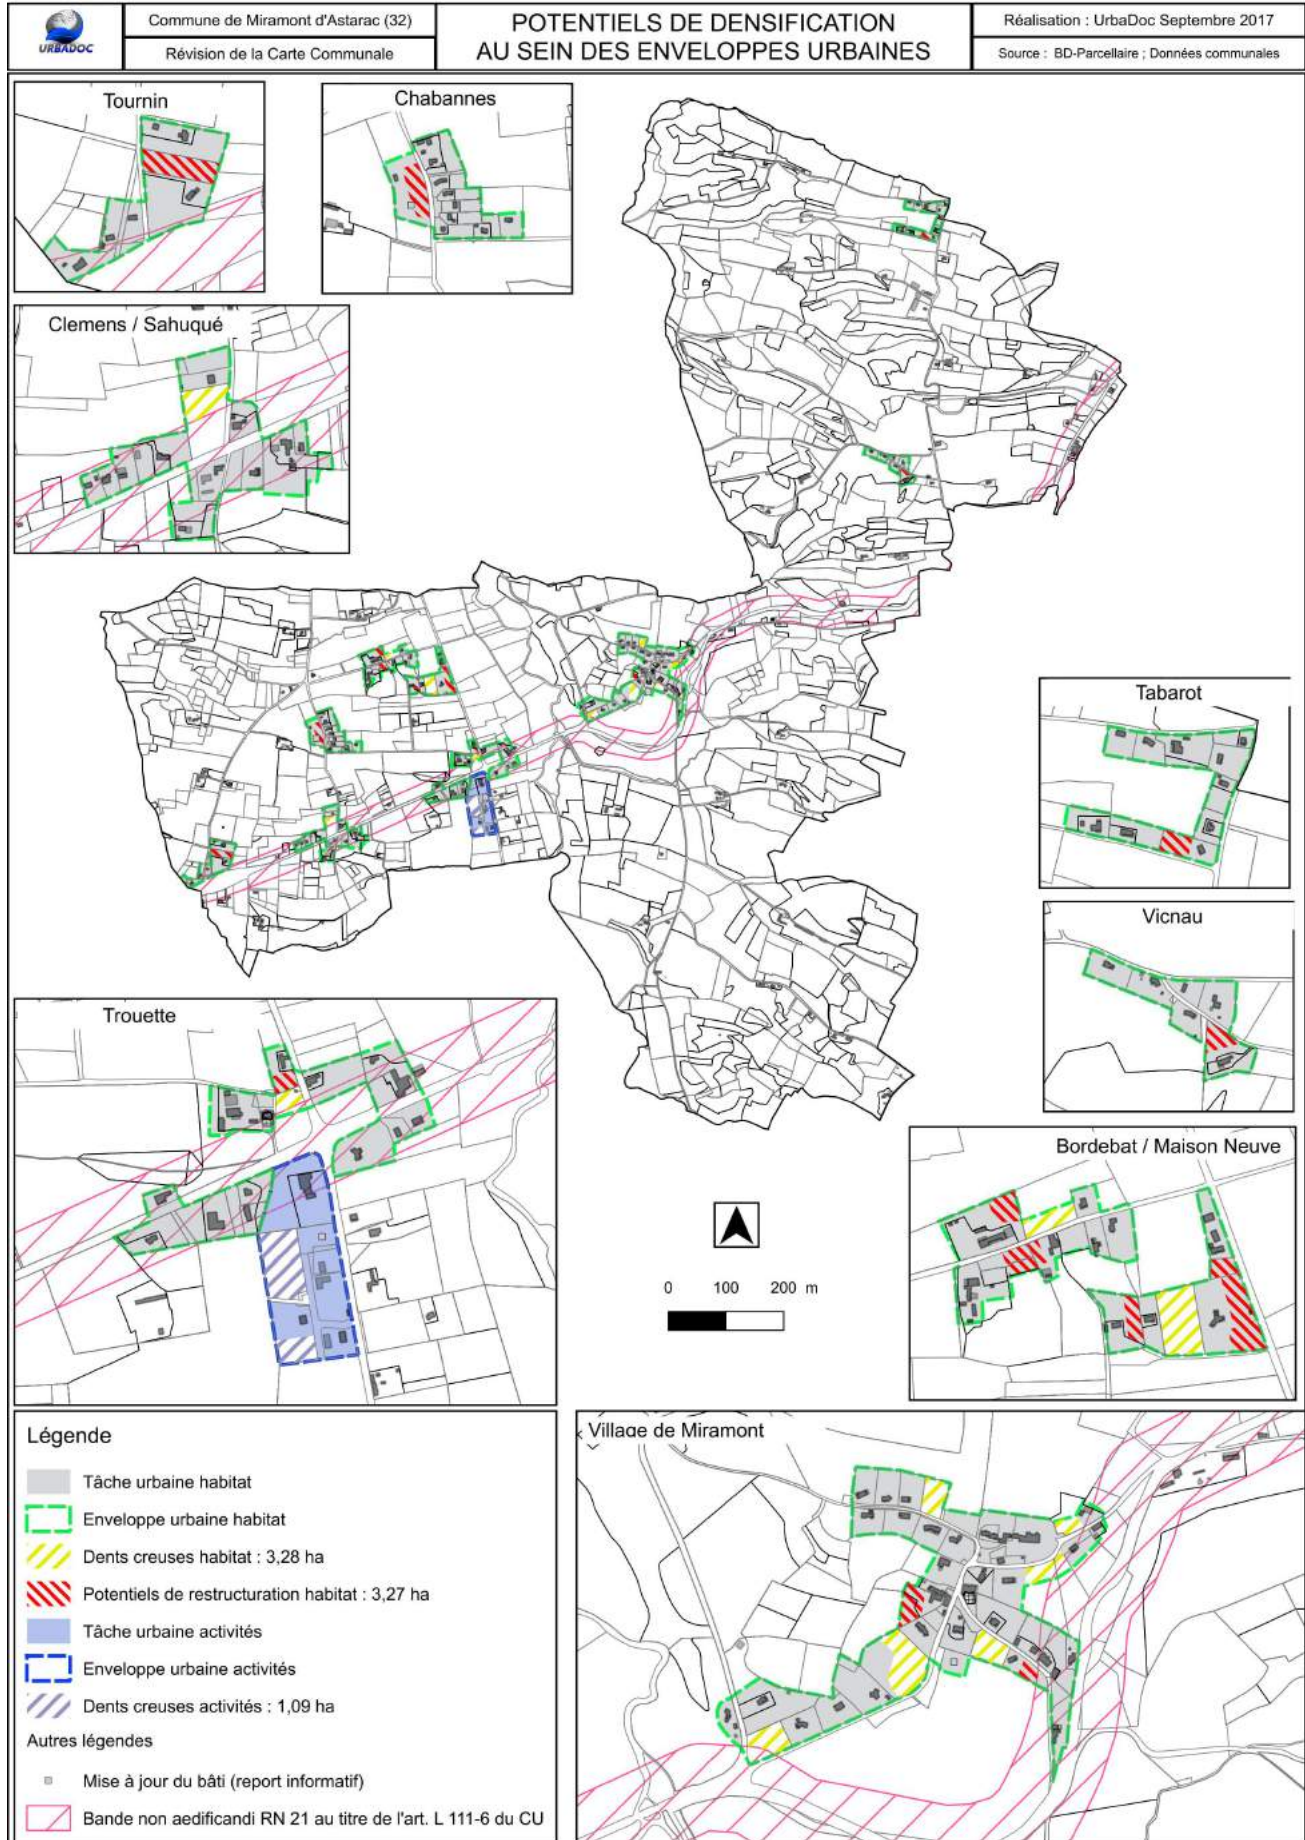 URBADOC
Commune de Miramont d'Astarac (32)
Révision de la Carte Communale
POTENTIELS DE DENSIFICATION
AU SEIN DES ENVELOPPES URBAINES
Réalisation : UrbaDoc Septembre 2017
Source : BD-Parcellaire ; Données communales
Tournin
Chabannes
Clemens / Sahuqué
Tabarot
Vicnau
Trouette
Bordebat / Maison Neuve
0 100 200 m
Village de Miramont
Légende
Tâche urbaine habitat
Enveloppe urbaine habitat
Dents creuses habitat : 3,28 ha
Potentiels de restructuration habitat : 3,27 ha
Tâche urbaine activités
Enveloppe urbaine activités
Dents creuses activités : 1,09 ha
Autres légendes
Mise à jour du bâti (report informatif)
Bande non aedificandi RN 21 au titre de l'art. L 111-6 du CU